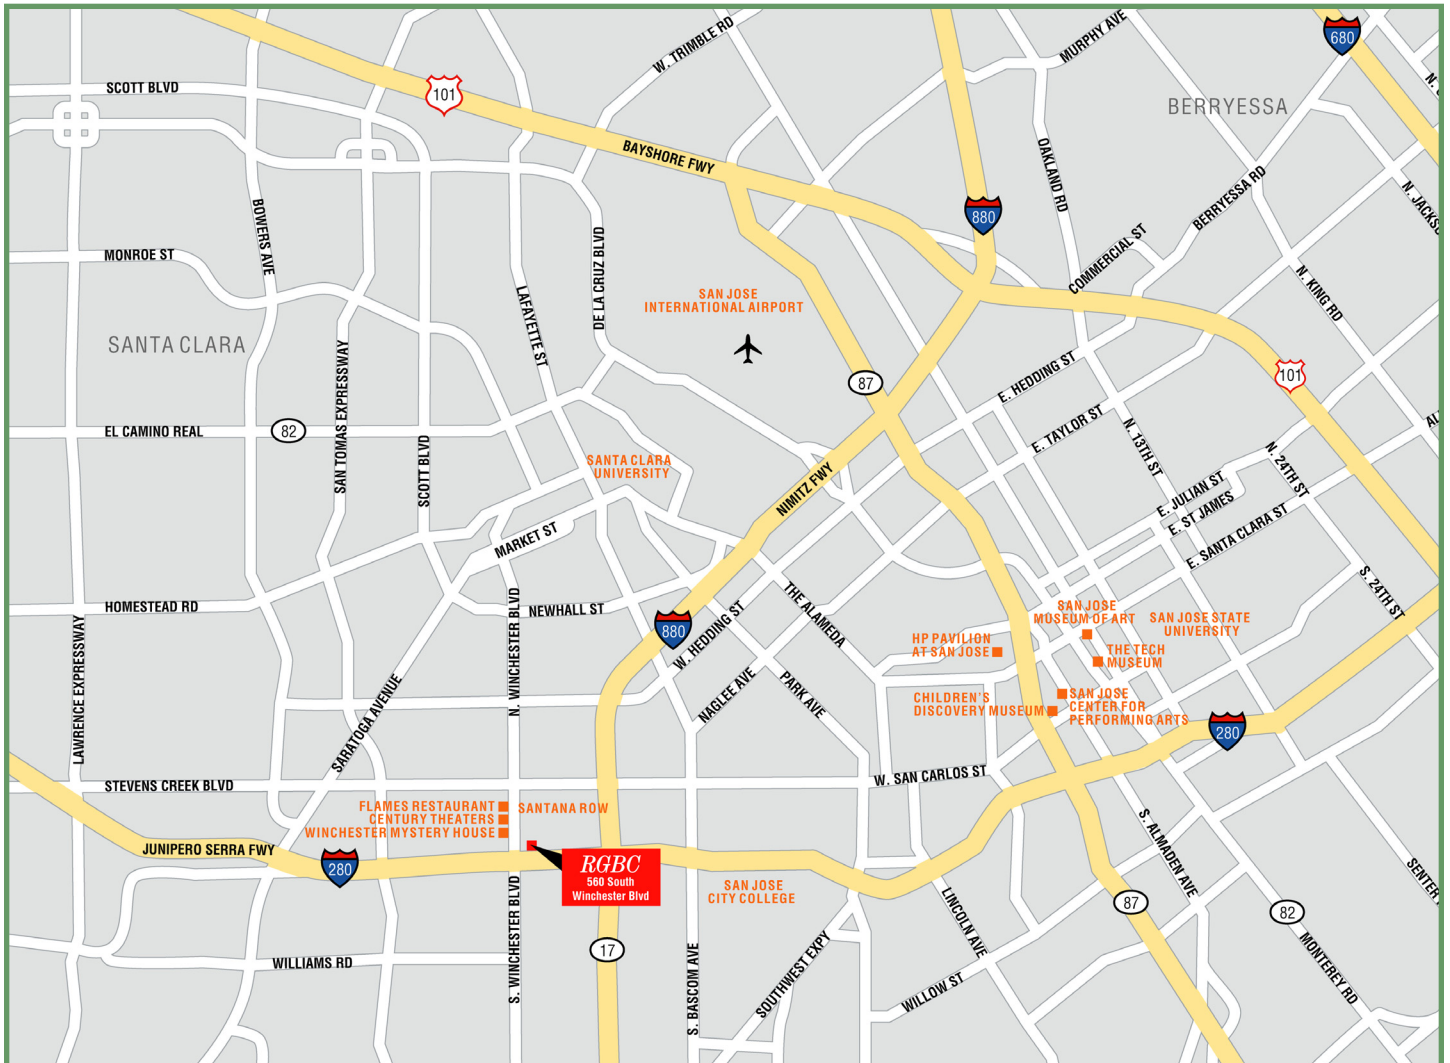 680
W. TRIMBLE RD
MURPHY AVE
SCOTT BLVD
101
BERRYESSA
BAYSHORE FWY
OAKLAND RD
BERRYESSA RD
880
BOWERS AVE
DE LA CRUZ BLVD
COMMERCIAL ST
MONROE ST
N. KING RD
SAN JOSE
INTERNATIONAL AIRPORT
LAFAYETTE ST
SANTA CLARA
SAN TOMAS EXPRESSWAY
87
E. HEDDING ST
101
EL CAMINO REAL
82
SCOTT BLVD
E. TAYLOR ST
N. 13TH ST
N. 24TH ST
SANTA CLARA
UNIVERSITY
NIMITZ FWY
E. JULIAN ST
E. ST JAMES
E. SANTA CLARA ST
MARKET ST
S. 24TH ST
HOMESTEAD RD
NEWHALL ST
THE ALAMEDA
880
W. HEDDING ST
N. WINCHESTER BLVD
LAWRENCE EXPRESSWAY
SAN JOSE
MUSEUM OF ART
SAN JOSE STATE
UNIVERSITY
HP PAVILION
AT SAN JOSE
THE TECH
MUSEUM
SARATOGA AVENUE
NAGLEE AVE
PARK AVE
CHILDREN'S
DISCOVERY MUSEUM
SAN JOSE
CENTER FOR
PERFORMING ARTS
280
STEVENS CREEK BLVD
W. SAN CARLOS ST
FLAMES RESTAURANT
SANTANA ROW
CENTURY THEATERS
WINCHESTER MYSTERY HOUSE
S. ALMADEN AVE
JUNIPERO SERRA FWY
280
RGBC
560 South
Winchester Blvd
SAN JOSE
CITY COLLEGE
87
82
LINCOLN AVE
S. WINCHESTER BLVD
17
WILLIAMS RD
S. BASCOM AVE
SOUTHWEST EXPY
WILLOW ST
MONTEREY RD
SENTER
N. JACKS